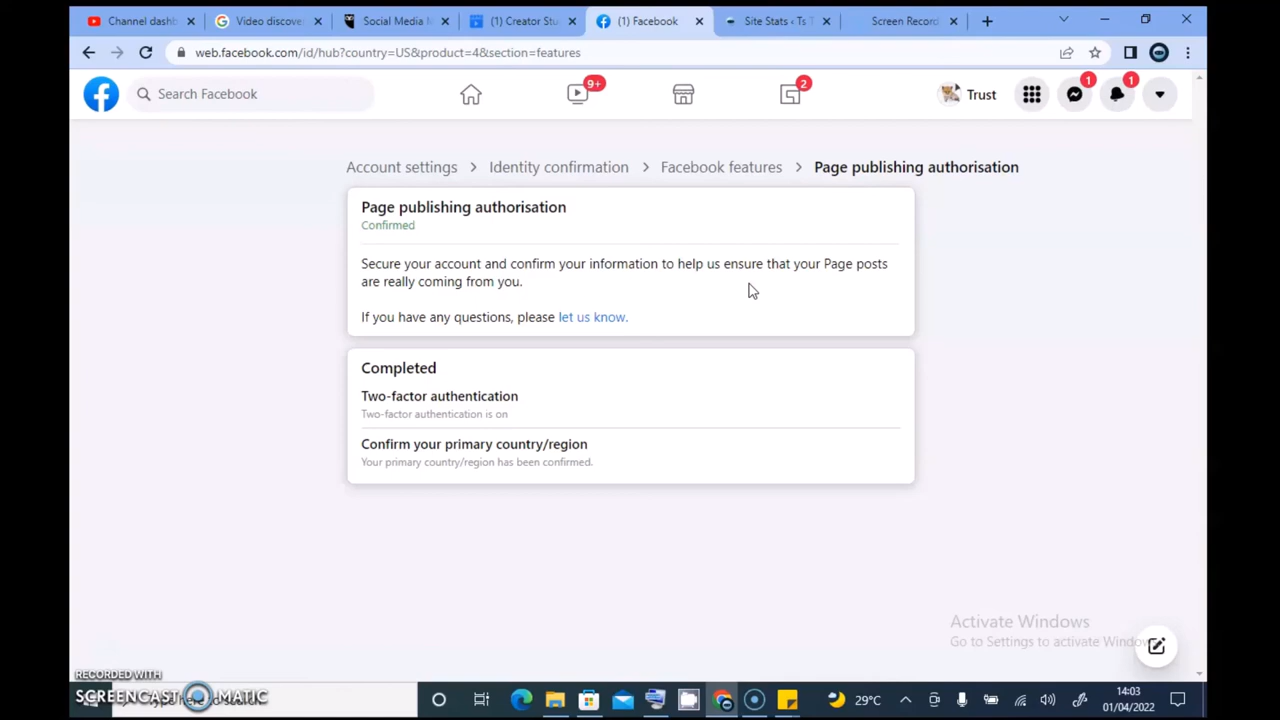 Channel dashb
Video discove
Social Media M
(1) Creator Stu
(1) Facebook
Site Stats ‹ Ts T
Screen Record
web.facebook.com/id/hub?country=US&product=4&section=features
Search Facebook
9+
2
Trust
1
1
Account settings > Identity confirmation > Facebook features > Page publishing authorisation
Page publishing authorisation
Confirmed
Secure your account and confirm your information to help us ensure that your Page posts
are really coming from you.
If you have any questions, please let us know.
Completed
Two-factor authentication
Two-factor authentication is on
Confirm your primary country/region
Your primary country/region has been confirmed.
Activate Windows
Go to Settings to activate Windows
RECORDED WITH
SCREENCAST MATIC
29°C
14:03
01/04/2022